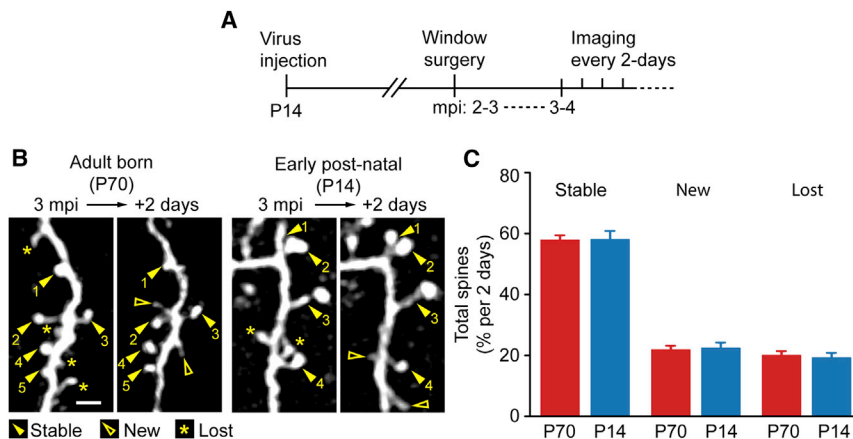 A
Virus
injection
Window
surgery
Imaging
every 2-days
P14
mpi: 2-3 ------ 3-4
B
Adult born
(P70)
3 mpi → +2 days
Early post-natal
(P14)
3 mpi → +2 days
*
1
2
*
3
4
*
5
*
1
2
3
4
5
1
2
3
*
*
4
1
2
3
4
Stable
New
* Lost
C
Total spines
(% per 2 days)
80
60
40
20
0
Stable
New
Lost
P70 P14 P70 P14 P70 P14